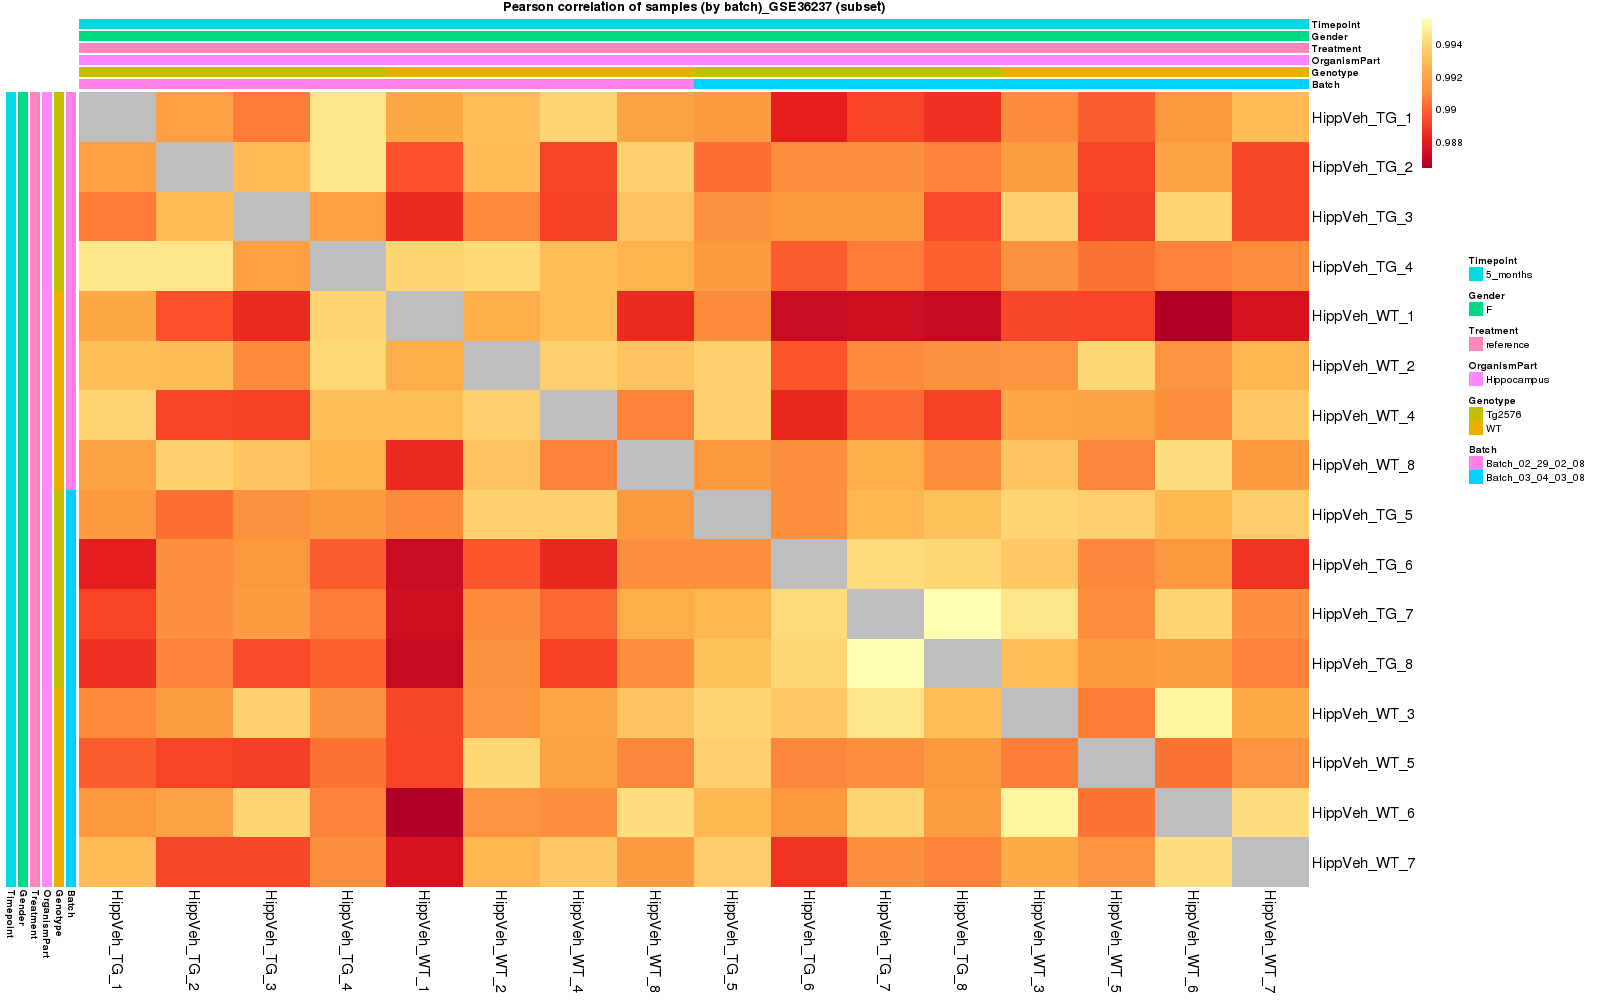 Pearson correlation of samples (by batch)_GSE36237 (subset)
Timepoint
Gender
Treatment
OrganismPart
Genotype
Batch
0.994
0.992
0.99
0.988
HippVeh_TG_1
HippVeh_TG_2
HippVeh_TG_3
HippVeh_TG_4
HippVeh_WT_1
HippVeh_WT_2
HippVeh_WT_4
HippVeh_WT_8
HippVeh_TG_5
HippVeh_TG_6
HippVeh_TG_7
HippVeh_TG_8
HippVeh_WT_3
HippVeh_WT_5
HippVeh_WT_6
HippVeh_WT_7
Timepoint
5_months
Gender
F
Treatment
reference
OrganismPart
Hippocampus
Genotype
Tg2576
WT
Batch
Batch_02_29_02_08
Batch_03_04_03_08
Timepoint
Gender
Treatment
OrganismPart
Genotype
Batch
HippVeh_TG_1
HippVeh_TG_2
HippVeh_TG_3
HippVeh_TG_4
HippVeh_WT_1
HippVeh_WT_2
HippVeh_WT_4
HippVeh_WT_8
HippVeh_TG_5
HippVeh_TG_6
HippVeh_TG_7
HippVeh_TG_8
HippVeh_WT_3
HippVeh_WT_5
HippVeh_WT_6
HippVeh_WT_7